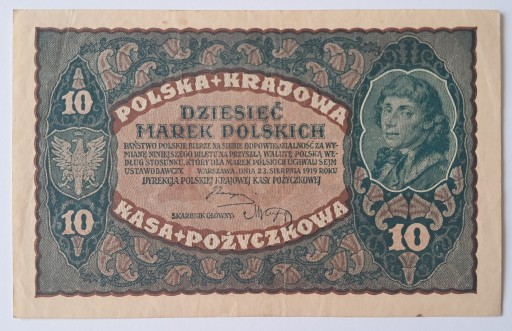 POLSKA KRAJOWA
10
DZIESIĘĆ
MAREK POLSKICH
PAŃSTWO POLSKIE BIERZE NA SIEBIE ODPOWIEDZIALNOŚĆ ZA WY-
MIANĘ NINIEJSZEGO BILETU NA PRZYSZŁĄ WALUTĘ POLSKĄ WE-
DŁUG STOSUNKU, KTÓRY DLA MAREK POLSKICH UCHWALI SEJM
USTAWODAWCZY. WARSZAWA, DNIA 23. SIERPNIA 1919 ROKU
DYREKCJA POLSKIEJ KRAJOWEJ KASY POŻYCZKOWEJ
SKARBNIK GŁÓWNY:
10
10
KASA POŻYCZKOWA